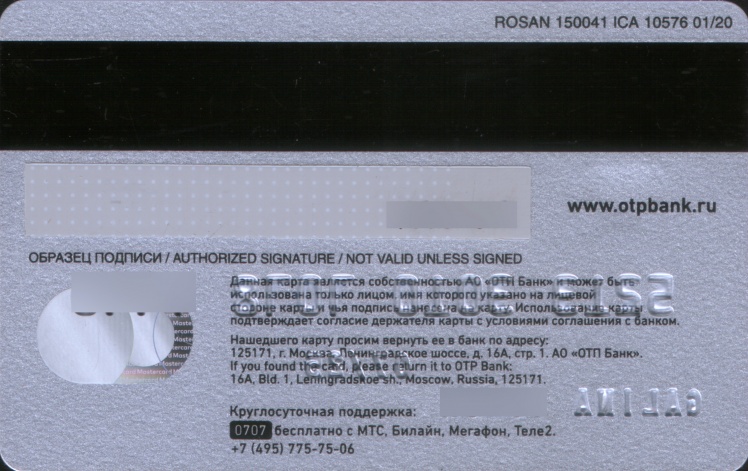 ROSAN 150041 ICA 10576 01/20
www.otpbank.ru
ОБРАЗЕЦ ПОДПИСИ / AUTHORIZED SIGNATURE / NOT VALID UNLESS SIGNED
Данная карта является собственностью АО «ОТП Банк» и может быть
использована только лицом, имя которого указано на лицевой
стороне карты и чья подпись нанесена на карту. Использование карты
подтверждает согласие держателя карты с условиями соглашения с банком.
Нашедшего карту просим вернуть ее в банк по адресу:
125171, г. Москва, Ленинградское шоссе, д. 16А, стр. 1. АО «ОТП Банк».
If you found the card, please return it to OTP Bank:
16A, Bld. 1, Leningradskoe sh., Moscow, Russia, 125171.
GALINA
Круглосуточная поддержка:
0707 бесплатно с МТС, Билайн, Мегафон, Теле2.
+7 (495) 775-75-06